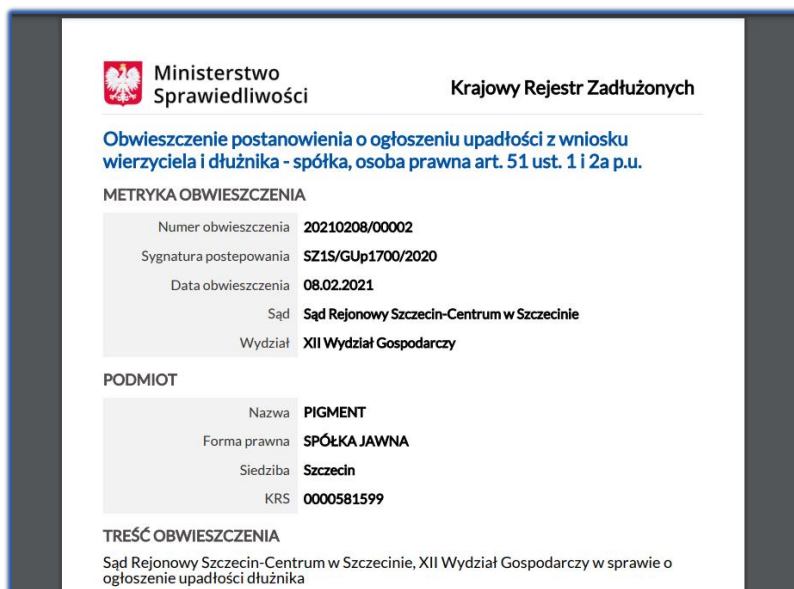 Ministerstwo
Sprawiedliwości
Krajowy Rejestr Zadłużonych
Obwieszczenie postanowienia o ogłoszeniu upadłości z wniosku
wierzyciela i dłużnika - spółka, osoba prawna art. 51 ust. 1 i 2a p.u.
METRYKA OBWIESZCZENIA
Numer obwieszczenia 20210208/00002
Sygnatura postepowania SZ1S/GUp1700/2020
Data obwieszczenia 08.02.2021
Sąd Sąd Rejonowy Szczecin-Centrum w Szczecinie
Wydział XII Wydział Gospodarczy
PODMIOT
Nazwa PIGMENT
Forma prawna SPÓŁKA JAWNA
Siedziba Szczecin
KRS 0000581599
TREŚĆ OBWIESZCZENIA
Sąd Rejonowy Szczecin-Centrum w Szczecinie, XII Wydział Gospodarczy w sprawie o
ogłoszenie upadłości dłużnika